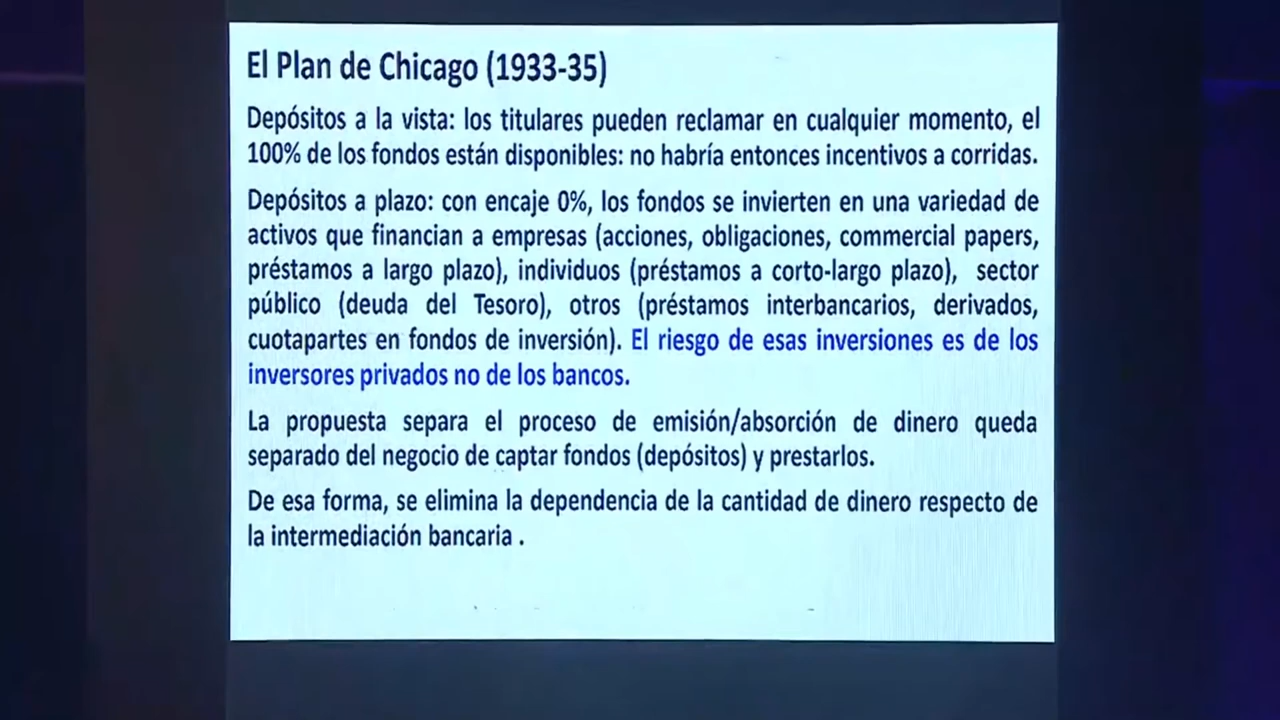 El Plan de Chicago (1933-35)
Depósitos a la vista: los titulares pueden reclamar en cualquier momento, el
100% de los fondos están disponibles: no habría entonces incentivos a corridas.
Depósitos a plazo: con encaje 0%, los fondos se invierten en una variedad de
activos que financian a empresas (acciones, obligaciones, commercial papers,
préstamos a largo plazo), individuos (préstamos a corto-largo plazo), sector
público (deuda del Tesoro), otros (préstamos interbancarios, derivados,
cuotapartes en fondos de inversión). El riesgo de esas inversiones es de los
inversores privados no de los bancos.
La propuesta separa el proceso de emisión/absorción de dinero queda
separado del negocio de captar fondos (depósitos) y prestarlos.
De esa forma, se elimina la dependencia de la cantidad de dinero respecto de
la intermediación bancaria .